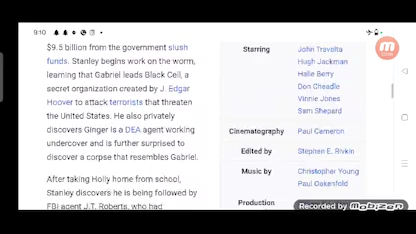 9:10
$9.5 billion from the government slush
funds. Stanley begins work on the worm,
learning that Gabriel leads Black Cell, a
secret organization created by J. Edgar
Hoover to attack terrorists that threaten
the United States. He also privately
discovers Ginger is a DEA agent working
undercover and is further surprised to
discover a corpse that resembles Gabriel.
After taking Holly home from school,
Stanley discovers he is being followed by
FBI agent J.T. Roberts, who had
Starring
John Travolta
Hugh Jackman
Halle Berry
Don Cheadle
Vinnie Jones
Sam Shepard
Cinematography
Paul Cameron
Edited by
Stephen E. Rivkin
Music by
Christopher Young
Paul Oakenfold
Production
Recorded by mobizen